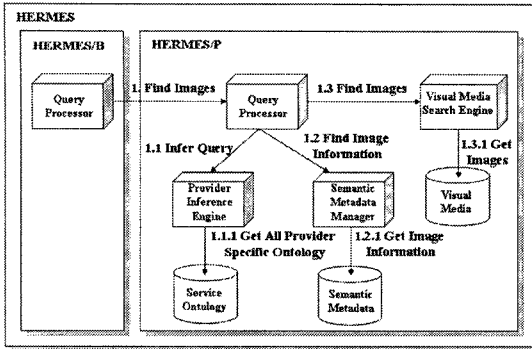 HERMES
HERMES/B
HERMES/P
Query
Processor
1. Find Images
Query
Processor
1.3 Find Images
Visual Media
Search Engine
1.1 Infer Query
1.2 Find Image
Information
1.3.1 Get
Images
Provider
Inference
Engine
Semantic
Metadata
Manager
Visual
Media
1.1.1 Get All Provider
Specific Ontology
1.2.1 Get Image
Information
Service
Ontology
Semantic
Metadata